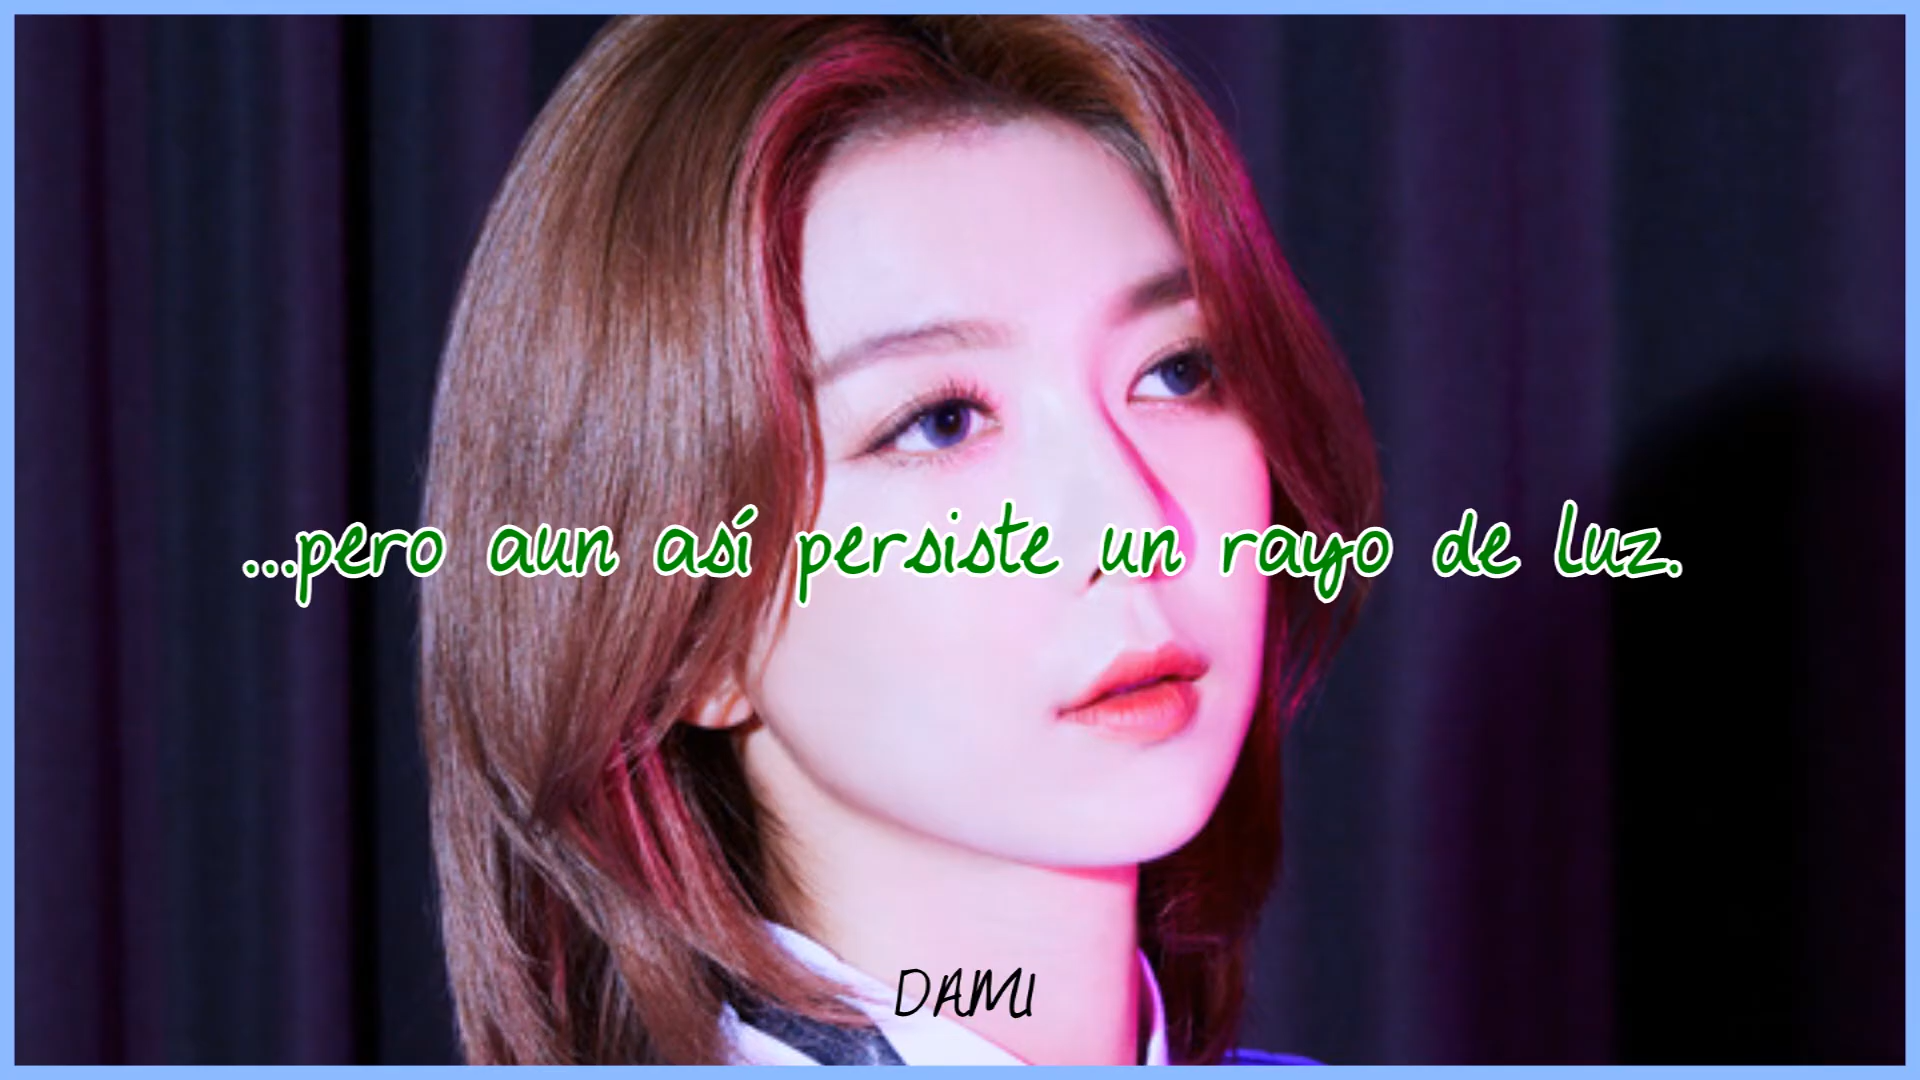 ...pero aun así persiste un rayo de luz.
DAMI